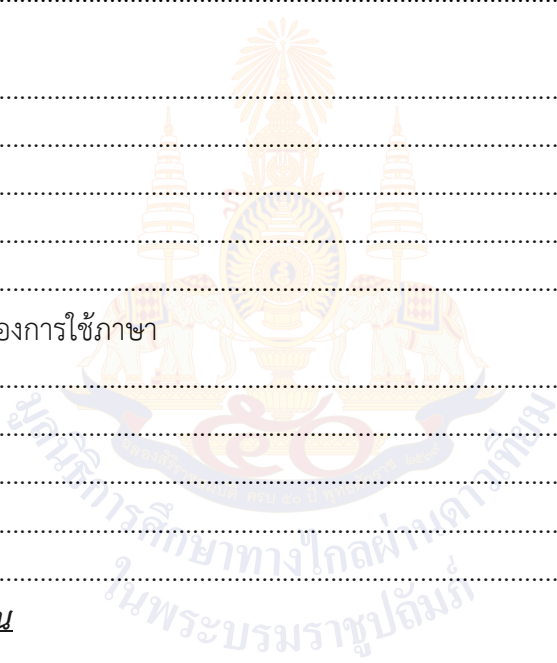 องการใช้ภาษา
มูลนิธิการศึกษาทางไกลผ่านดาวเทียม
ในพระบรมราชูปถัมภ์